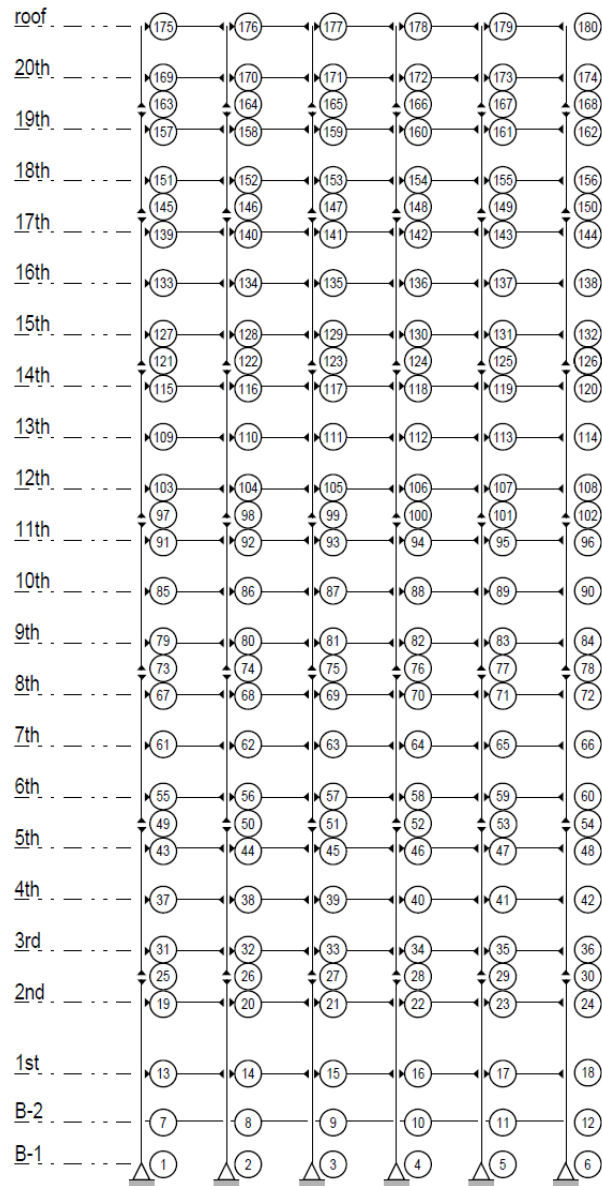 roof 175 176 177 178 179 180
20th 169 170 171 172 173 174
163 164 165 166 167 168
19th 157 158 159 160 161 162
18th 151 152 153 154 155 156
145 146 147 148 149 150
17th 139 140 141 142 143 144
16th 133 134 135 136 137 138
15th 127 128 129 130 131 132
121 122 123 124 125 126
14th 115 116 117 118 119 120
13th 109 110 111 112 113 114
12th 103 104 105 106 107 108
97 98 99 100 101 102
11th 91 92 93 94 95 96
10th 85 86 87 88 89 90
9th 79 80 81 82 83 84
73 74 75 76 77 78
8th 67 68 69 70 71 72
7th 61 62 63 64 65 66
6th 55 56 57 58 59 60
49 50 51 52 53 54
5th 43 44 45 46 47 48
4th 37 38 39 40 41 42
3rd 31 32 33 34 35 36
25 26 27 28 29 30
2nd 19 20 21 22 23 24
1st 13 14 15 16 17 18
B-2 7 8 9 10 11 12
B-1 1 2 3 4 5 6